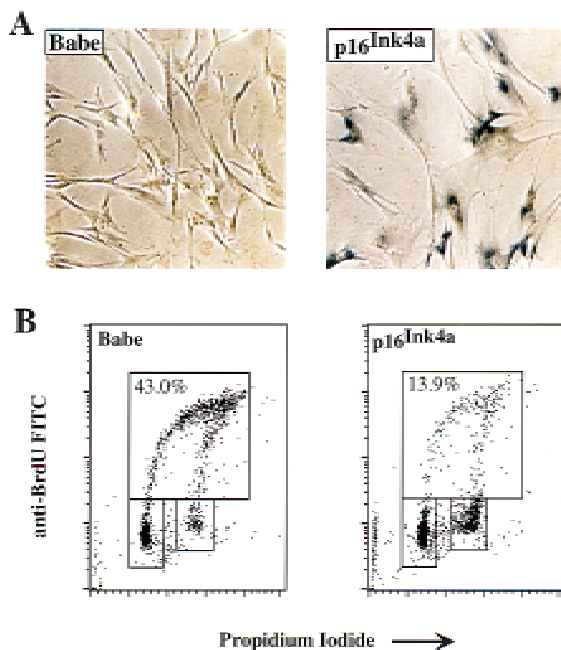 A
Babe
p16Ink4a
B
Babe
p16Ink4a
43.0%
13.9%
anti-BrdU FITC
Propidium Iodide